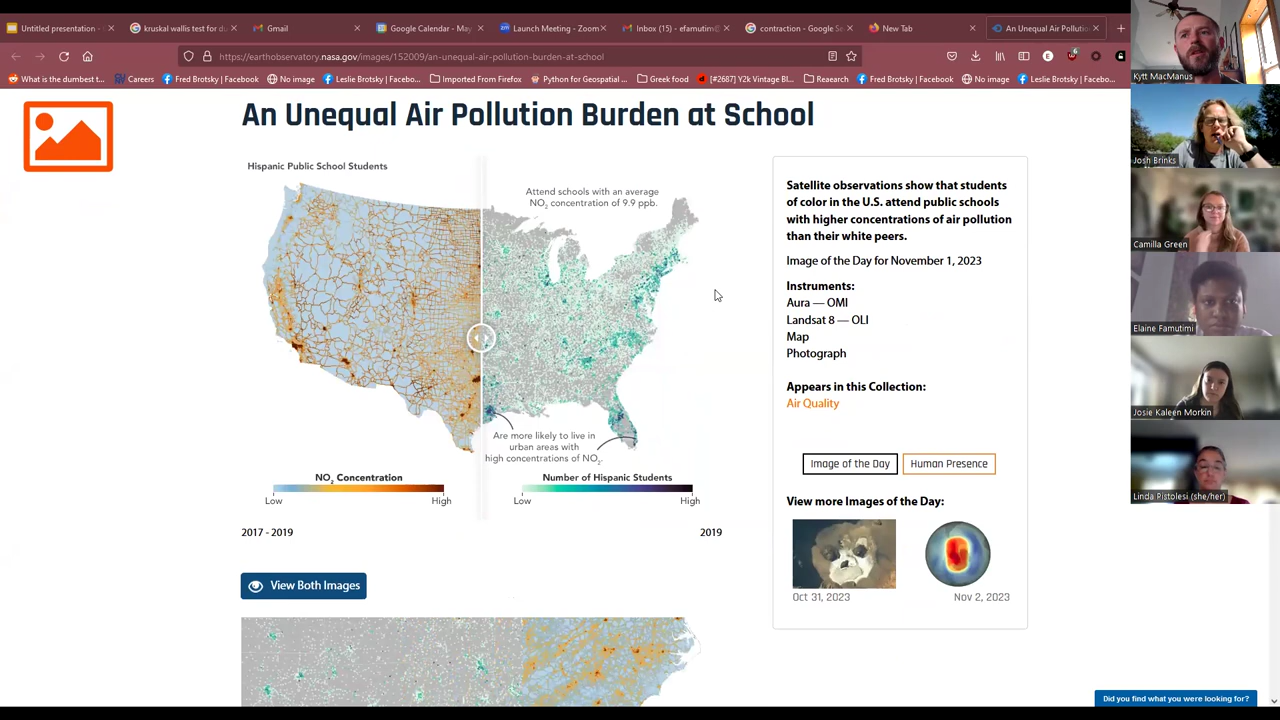 Untitled presentation -
kruskal wallis test for du
Gmail
Google Calendar - May
Launch Meeting - Zoom
Inbox (15) - efamutim@
contraction - Google Se
New Tab
An Unequal Air Pollution
https://earthobservatory.nasa.gov/images/152009/an-unequal-air-pollution-burden-at-school
What is the dumbest t...
Careers
Fred Brotsky | Facebook
No image
Leslie Brotsky | Facebo...
Imported From Firefox
Python for Geospatial ...
Greek food
[#2687] Y2k Vintage Bl...
Reaearch
Fred Brotsky | Facebook
No image
Leslie Brotsky | Facebo...
An Unequal Air Pollution Burden at School
Hispanic Public School Students
Attend schools with an average
NO2 concentration of 9.9 ppb.
Are more likely to live in
urban areas with
high concentrations of NO2.
NO2 Concentration
Low
High
Number of Hispanic Students
Low
High
2017 - 2019
2019
View Both Images
Satellite observations show that students
of color in the U.S. attend public schools
with higher concentrations of air pollution
than their white peers.
Image of the Day for November 1, 2023
Instruments:
Aura — OMI
Landsat 8 — OLI
Map
Photograph
Appears in this Collection:
Air Quality
Image of the Day
Human Presence
View more Images of the Day:
Oct 31, 2023
Nov 2, 2023
Did you find what you were looking for?
Kytt MacManus
Josh Brinks
Camilla Green
Elaine Famutimi
Josie Kaleen Morkin
Linda Pistolesi (she/her)